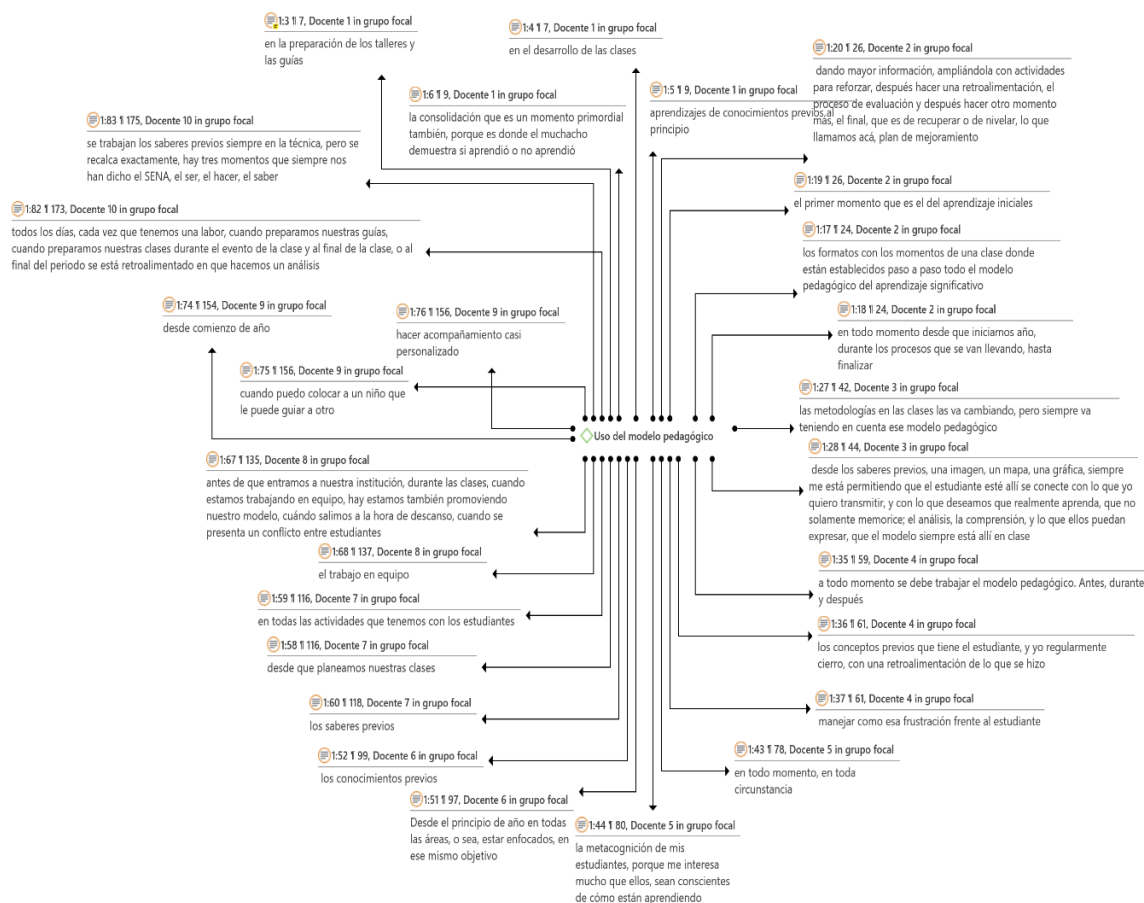 1:3 ¶ 7, Docente 1 in grupo focal
en la preparación de los talleres y
las guías
1:4 ¶ 7, Docente 1 in grupo focal
en el desarrollo de las clases
1:20 ¶ 26, Docente 2 in grupo focal
dando mayor información, ampliándola con actividades
para reforzar, después hacer una retroalimentación, el
proceso de evaluación y después hacer otro momento
más, el final, que es de recuperar o de nivelar, lo que
llamamos acá, plan de mejoramiento
1:6 ¶ 9, Docente 1 in grupo focal
la consolidación que es un momento primordial
también, porque es donde el muchacho
demuestra si aprendió o no aprendió
1:5 ¶ 9, Docente 1 in grupo focal
aprendizajes de conocimientos previos,al
principio
1:83 ¶ 175, Docente 10 in grupo focal
se trabajan los saberes previos siempre en la técnica, pero se
recalca exactamente, hay tres momentos que siempre nos
han dicho el SENA, el ser, el hacer, el saber
1:19 ¶ 26, Docente 2 in grupo focal
el primer momento que es el del aprendizaje iniciales
1:82 ¶ 173, Docente 10 in grupo focal
todos los días, cada vez que tenemos una labor, cuando preparamos nuestras guías,
cuando preparamos nuestras clases durante el evento de la clase y al final de la clase, o al
final del periodo se está retroalimentado en que hacemos un análisis
1:17 ¶ 24, Docente 2 in grupo focal
los formatos con los momentos de una clase donde
están establecidos paso a paso todo el modelo
pedagógico del aprendizaje significativo
1:74 ¶ 154, Docente 9 in grupo focal
desde comienzo de año
1:76 ¶ 156, Docente 9 in grupo focal
hacer acompañamiento casi
personalizado
1:18 ¶ 24, Docente 2 in grupo focal
en todo momento desde que iniciamos año,
durante los procesos que se van llevando, hasta
finalizar
1:75 ¶ 156, Docente 9 in grupo focal
cuando puedo colocar a un niño que
le puede guiar a otro
1:27 ¶ 42, Docente 3 in grupo focal
las metodologías en las clases las va cambiando, pero siempre va
teniendo en cuenta ese modelo pedagógico
Uso del modelo pedagógico
1:28 ¶ 44, Docente 3 in grupo focal
desde los saberes previos, una imagen, un mapa, una gráfica, siempre
me está permitiendo que el estudiante esté allí se conecte con lo que yo
quiero transmitir, y con lo que deseamos que realmente aprenda, que no
solamente memorice; el análisis, la comprensión, y lo que ellos puedan
expresar, que el modelo siempre está allí en clase
1:67 ¶ 135, Docente 8 in grupo focal
antes de que entramos a nuestra institución, durante las clases, cuando
estamos trabajando en equipo, hay estamos también promoviendo
nuestro modelo, cuándo salimos a la hora de descanso, cuando se
presenta un conflicto entre estudiantes
1:68 ¶ 137, Docente 8 in grupo focal
el trabajo en equipo
1:35 ¶ 59, Docente 4 in grupo focal
a todo momento se debe trabajar el modelo pedagógico. Antes, durante
y después
1:59 ¶ 116, Docente 7 in grupo focal
en todas las actividades que tenemos con los estudiantes
1:36 ¶ 61, Docente 4 in grupo focal
los conceptos previos que tiene el estudiante, y yo regularmente
cierro, con una retroalimentación de lo que se hizo
1:58 ¶ 116, Docente 7 in grupo focal
desde que planeamos nuestras clases
1:60 ¶ 118, Docente 7 in grupo focal
los saberes previos
1:37 ¶ 61, Docente 4 in grupo focal
manejar como esa frustración frente al estudiante
1:52 ¶ 99, Docente 6 in grupo focal
los conocimientos previos
1:43 ¶ 78, Docente 5 in grupo focal
en todo momento, en toda
circunstancia
1:51 ¶ 97, Docente 6 in grupo focal
Desde el principio de año en todas
las áreas, o sea, estar enfocados, en
ese mismo objetivo
1:44 ¶ 80, Docente 5 in grupo focal
la metacognición de mis
estudiantes, porque me interesa
mucho que ellos, sean conscientes
de cómo están aprendiendo